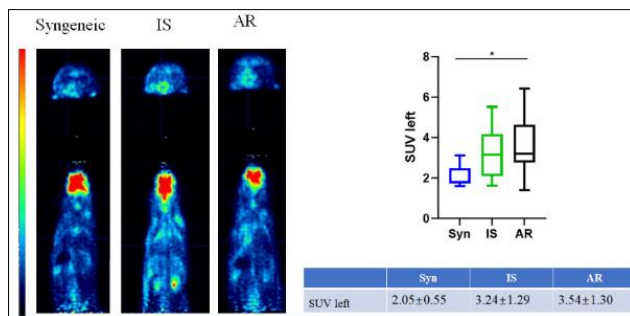 Syngeneic IS AR
8
*
6
4
2
0
SUV left
Syn IS AR
Syn IS AR
SUV left 2.05±0.55 3.24±1.29 3.54±1.30